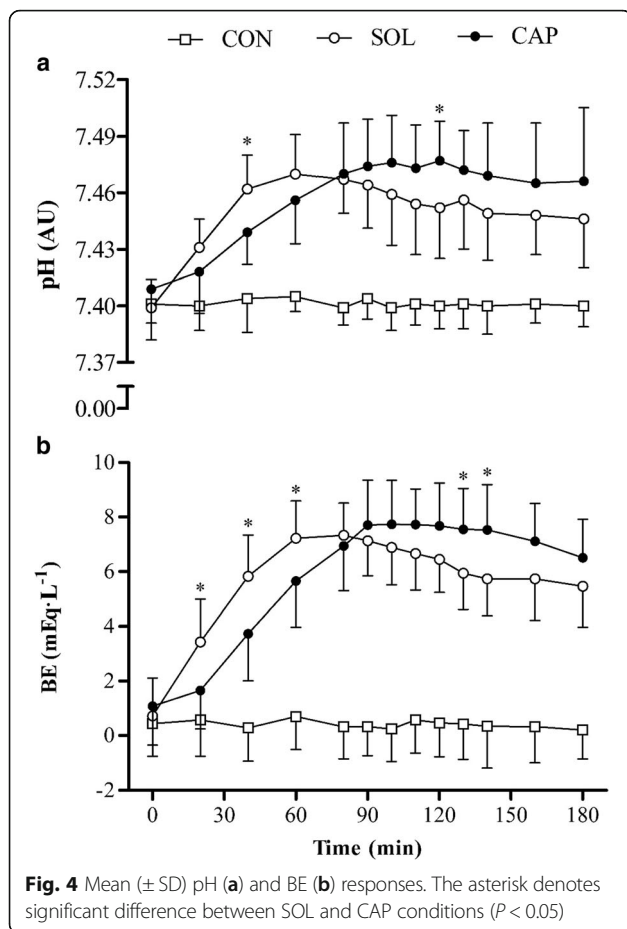 CON SOL CAP
a
7.52
7.49
7.46
7.43
7.40
7.37
0.00
pH (AU)
* *
b
10
8
6
4
2
0
-2
BE (mEq·L⁻¹)
* * * * *
0 30 60 90 120 150 180
Time (min)
Fig. 4 Mean (± SD) pH (a) and BE (b) responses. The asterisk denotes
significant difference between SOL and CAP conditions (P < 0.05)